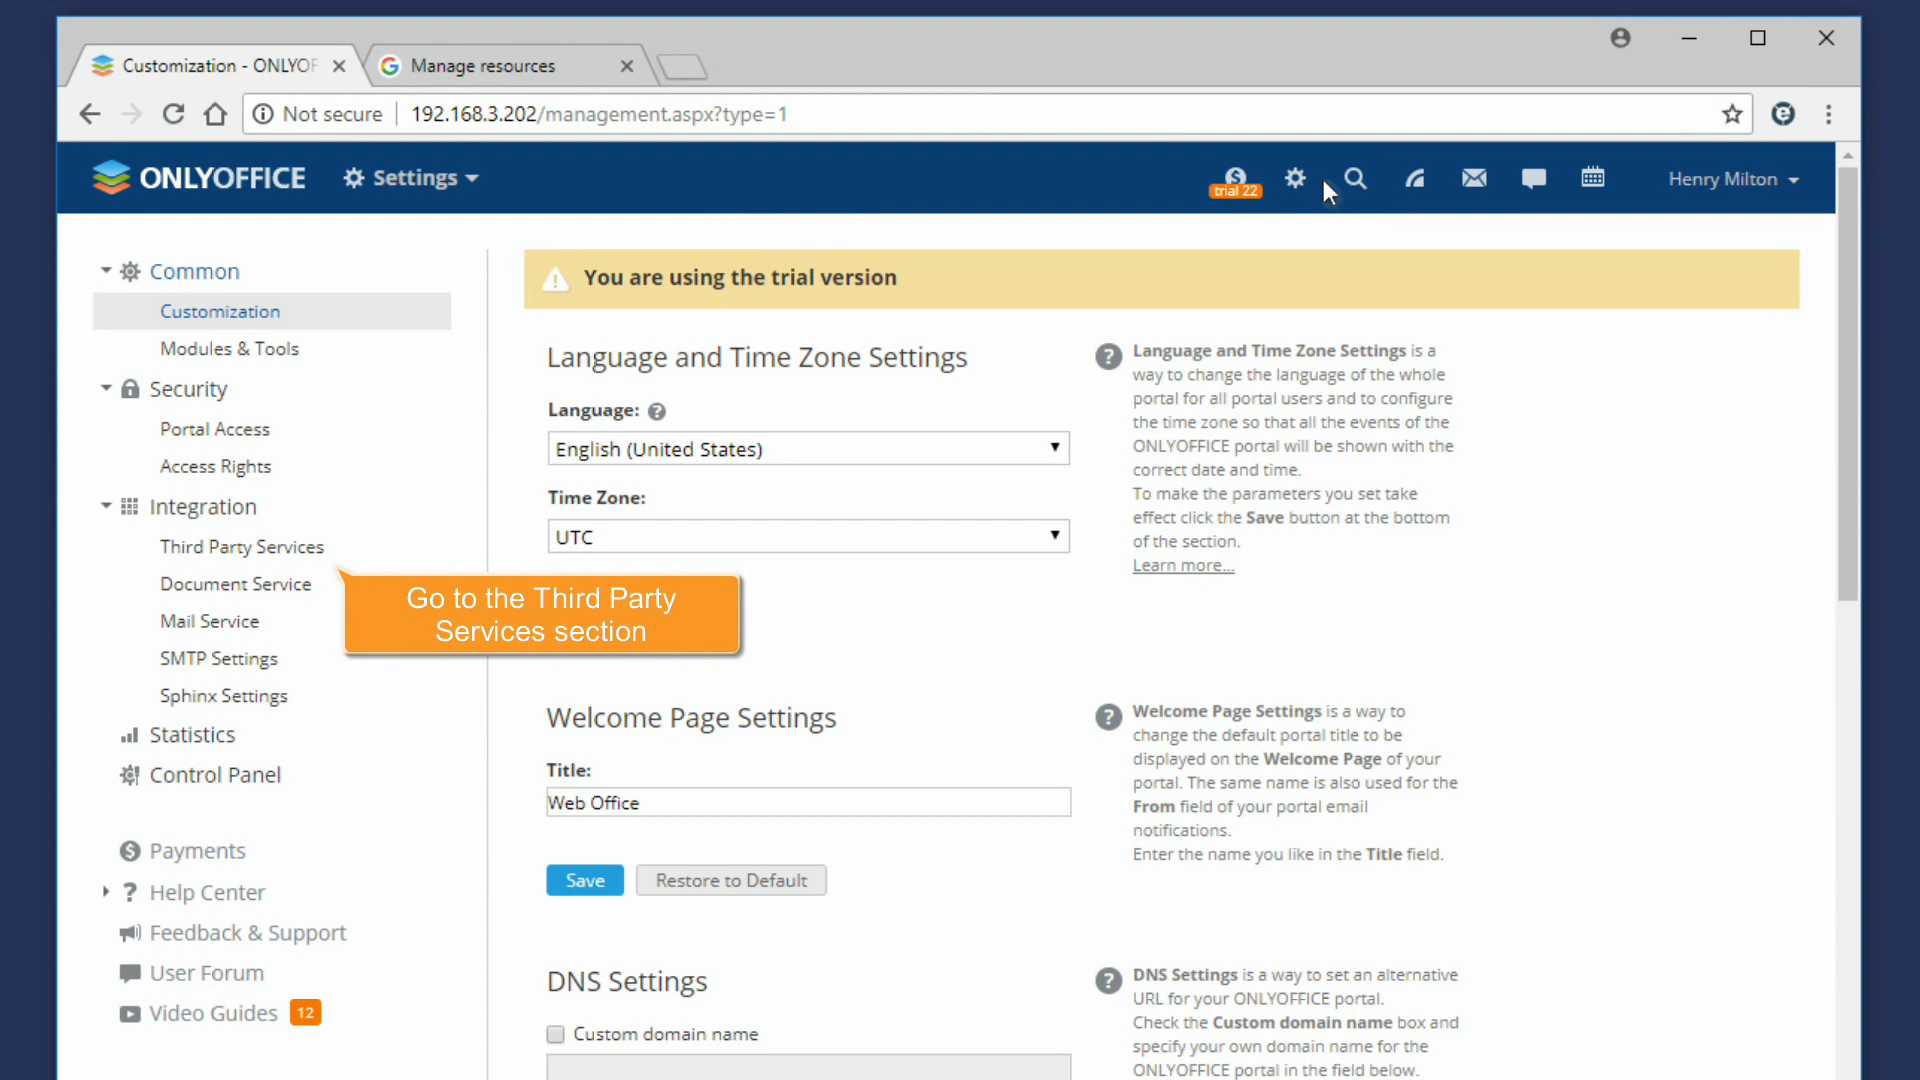 Customization - ONLYOF
Manage resources
Not secure
192.168.3.202/management.aspx?type=1
ONLYOFFICE
Settings
trial 22
Henry Milton
Common
Customization
Modules & Tools
Security
Portal Access
Access Rights
Integration
Third Party Services
Document Service
Mail Service
SMTP Settings
Sphinx Settings
Statistics
Control Panel
Payments
Help Center
Feedback & Support
User Forum
Video Guides 12
Go to the Third Party
Services section
You are using the trial version
Language and Time Zone Settings
Language:
English (United States)
Time Zone:
UTC
Language and Time Zone Settings is a
way to change the language of the whole
portal for all portal users and to configure
the time zone so that all the events of the
ONLYOFFICE portal will be shown with the
correct date and time.
To make the parameters you set take
effect click the Save button at the bottom
of the section.
Learn more...
Welcome Page Settings
Title:
Web Office
Save
Restore to Default
Welcome Page Settings is a way to
change the default portal title to be
displayed on the Welcome Page of your
portal. The same name is also used for the
From field of your portal email
notifications.
Enter the name you like in the Title field.
DNS Settings
Custom domain name
DNS Settings is a way to set an alternative
URL for your ONLYOFFICE portal.
Check the Custom domain name box and
specify your own domain name for the
ONLYOFFICE portal in the field below.